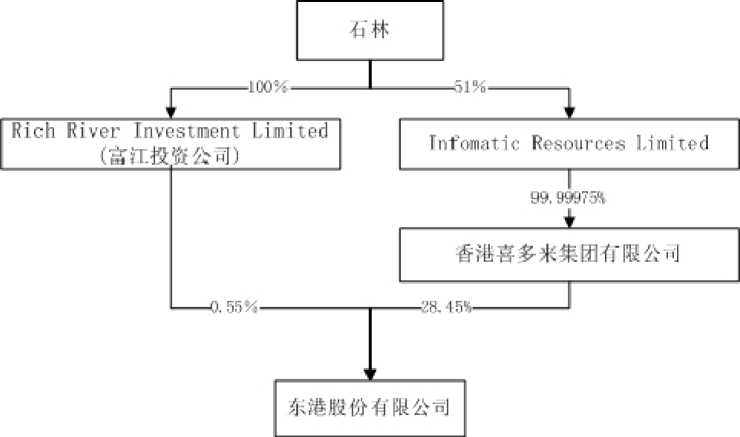 石林
100%
51%
Rich River Investment Limited
(富江投资公司)
Infomatic Resources Limited
99.99975%
香港喜多来集团有限公司
0.55%
28.45%
东港股份有限公司